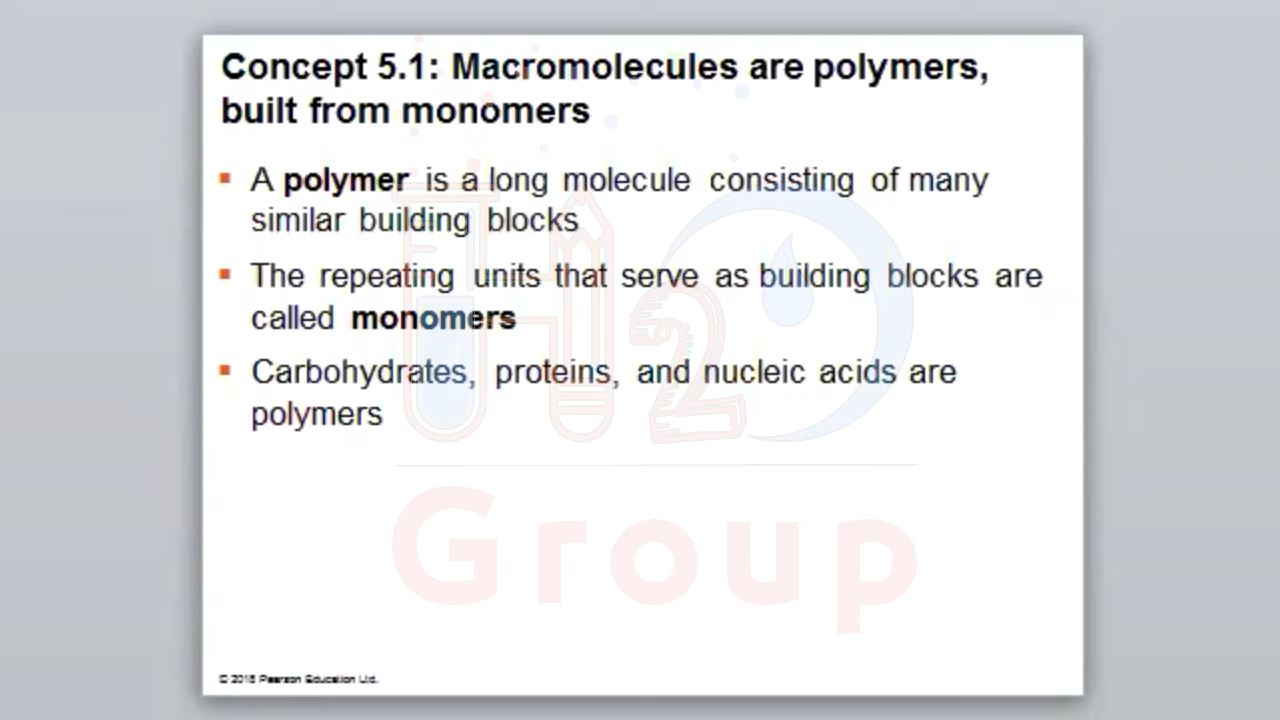 Concept 5.1: Macromolecules are polymers,
built from monomers
▪ A polymer is a long molecule consisting of many
similar building blocks
▪ The repeating units that serve as building blocks are
called monomers
▪ Carbohydrates, proteins, and nucleic acids are
polymers
H2O
Group
© 2018 Pearson Education Ltd.